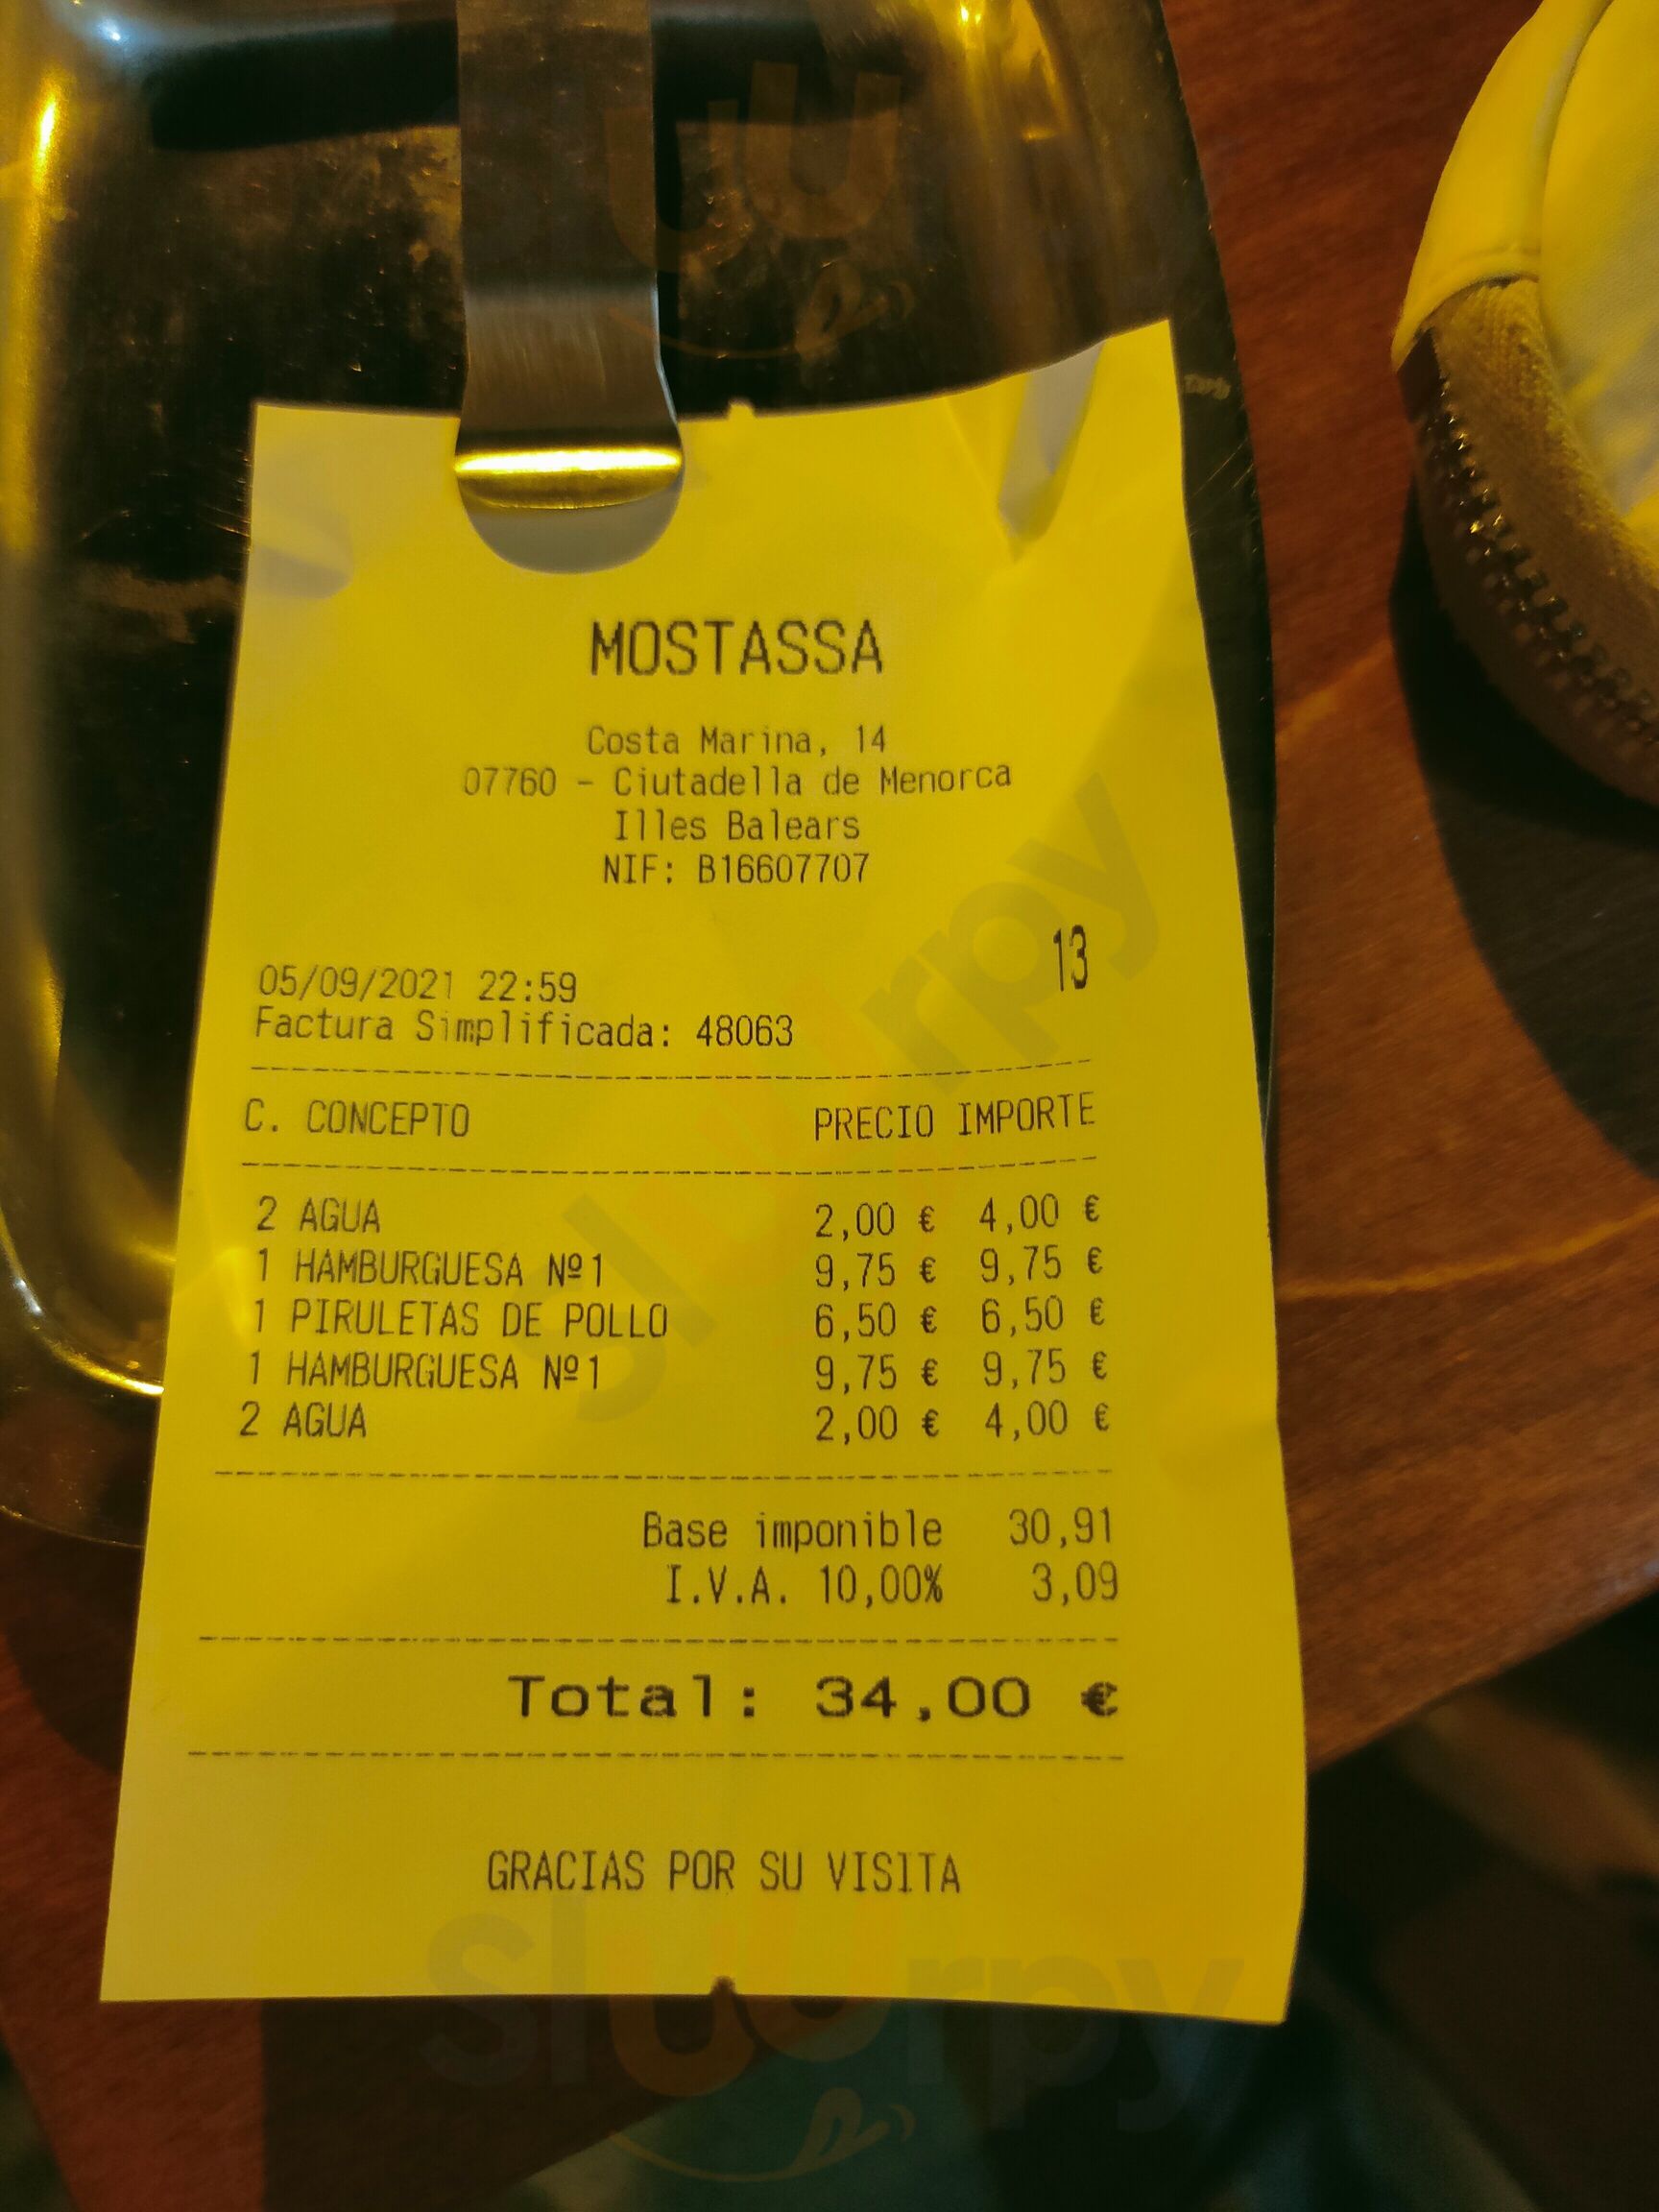 MOSTASSA
Costa Marina, 14
07760 - Ciutadella de Menorca
Illes Balears
NIF: B16607707
13
05/09/2021 22:59
Factura Simplificada: 48063
C. CONCEPTO PRECIO IMPORTE
2 AGUA 2,00 € 4,00 €
1 HAMBURGUESA Nº1 9,75 € 9,75 €
1 PIRULETAS DE POLLO 6,50 € 6,50 €
1 HAMBURGUESA Nº1 9,75 € 9,75 €
2 AGUA 2,00 € 4,00 €
Base imponible 30,91
I.V.A. 10,00% 3,09
Total: 34,00 €
GRACIAS POR SU VISITA
sluurpy
sluurpy
sluurpy